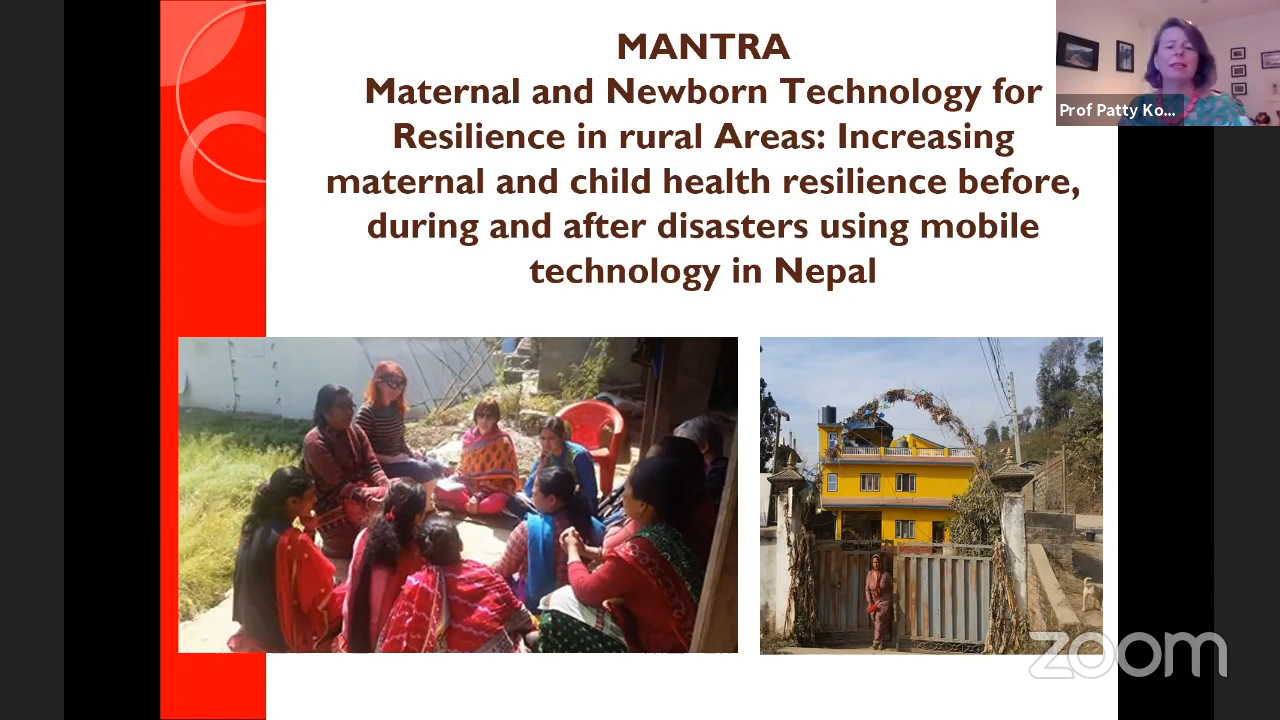 MANTRA
Maternal and Newborn Technology for
Resilience in rural Areas: Increasing
maternal and child health resilience before,
during and after disasters using mobile
technology in Nepal
Prof Patty Ko...
zoom